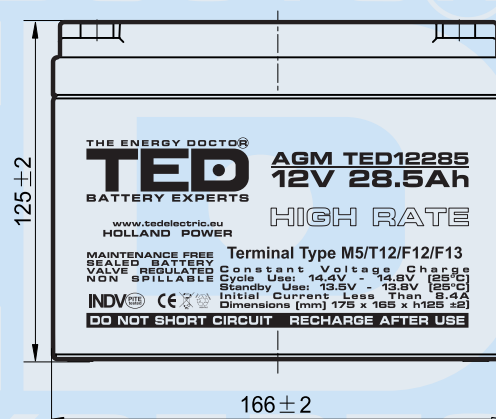 THE ENERGY DOCTOR®
TED
BATTERY EXPERTS
www.tedelectric.eu
HOLLAND POWER
AGM TED12285
12V 28.5Ah
HIGH RATE
Terminal Type M5/T12/F12/F13
MAINTENANCE FREE
SEALED BATTERY
VALVE REGULATED
NON SPILLABLE
Constant Voltage Charge
Cycle Use: 14.4V - 14.8V (25°C)
Standby Use: 13.5V - 13.8V (25°C)
Initial Current Less Than 8.4A
Dimensions (mm) 175 x 165 x h125 ±2)
INDV PITE tested CE Pb
DO NOT SHORT CIRCUIT RECHARGE AFTER USE
125±2
166±2